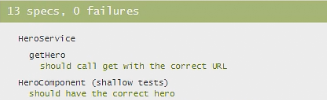 13 specs, 0 failures
HeroService
getHero
should call get with the correct URL
HeroComponent (shallow tests)
should have the correct hero